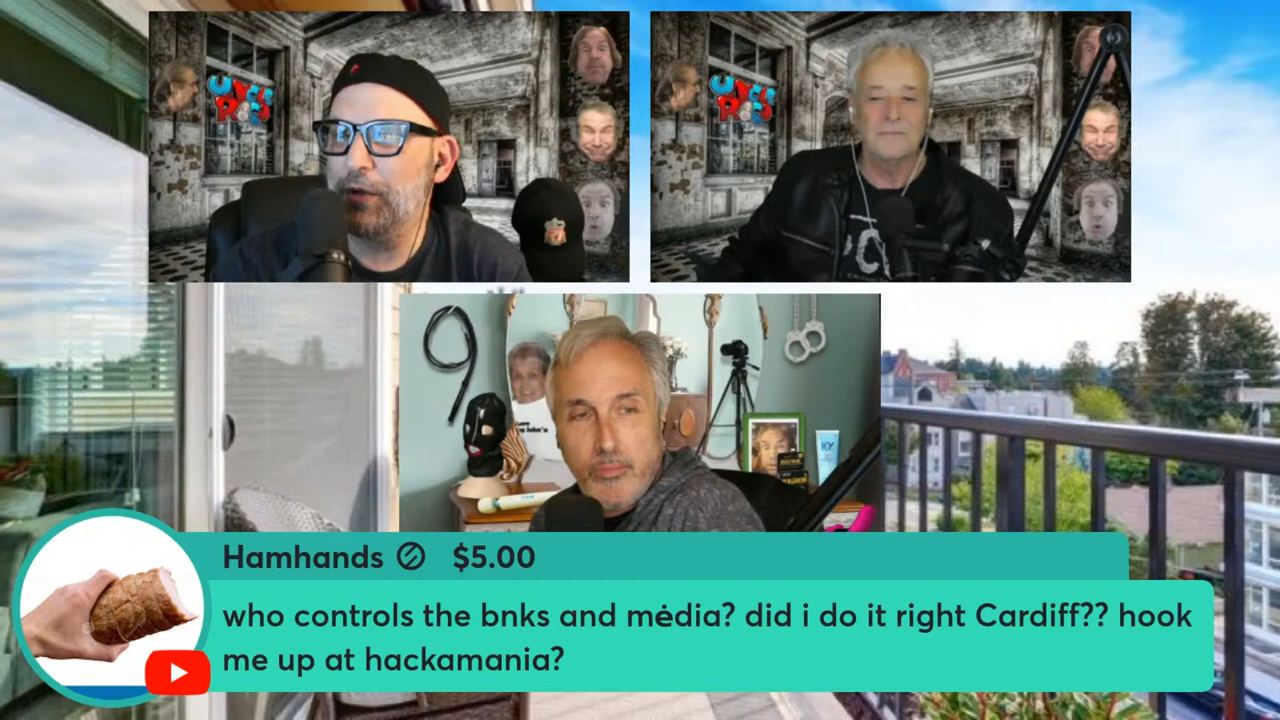 Hamhands $5.00
who controls the bnks and mėdia? did i do it right Cardiff?? hook
me up at hackamania?
KY